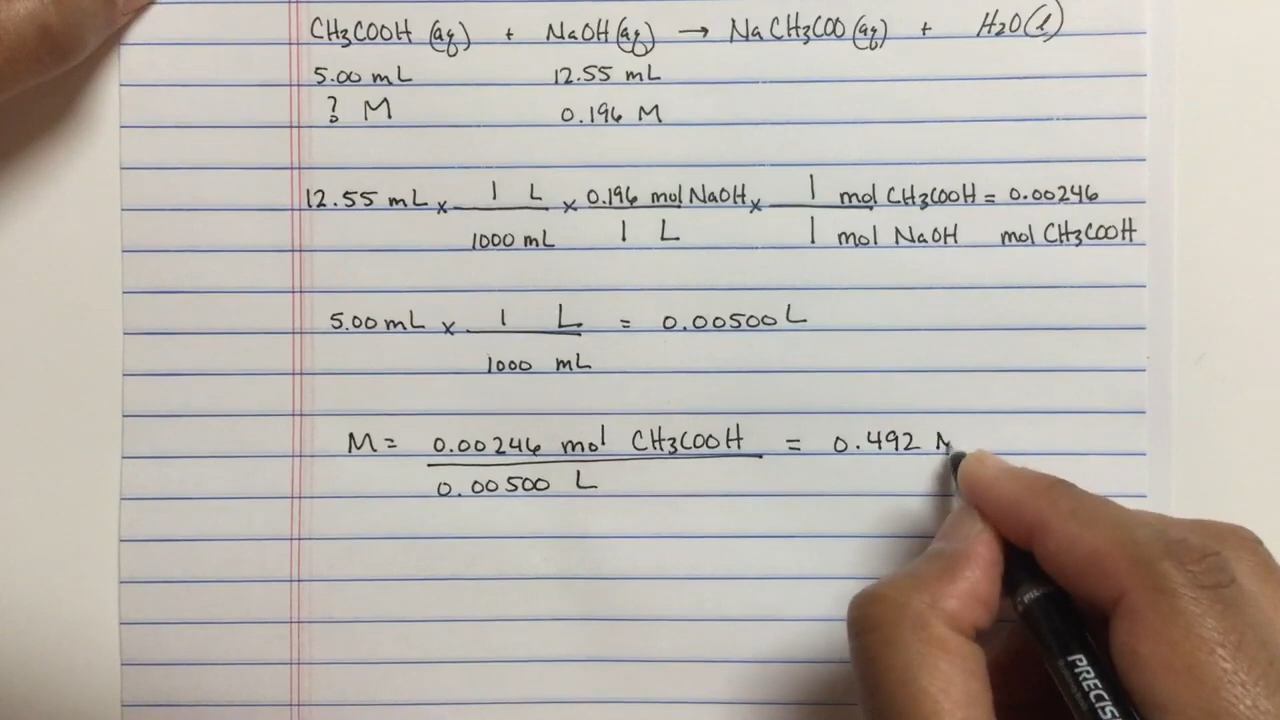 CH3COOH (aq) + NaOH (aq) → NaCH3COO (aq) + H2O (l)
5.00 mL 12.55 mL
? M 0.196 M
12.55 mL x 1 L x 0.196 mol NaOH x 1 mol CH3COOH = 0.00246
1000 mL 1 L 1 mol NaOH mol CH3COOH
5.00 mL x 1 L = 0.00500 L
1000 mL
M = 0.00246 mol CH3COOH = 0.492 M
0.00500 L
PRECIS